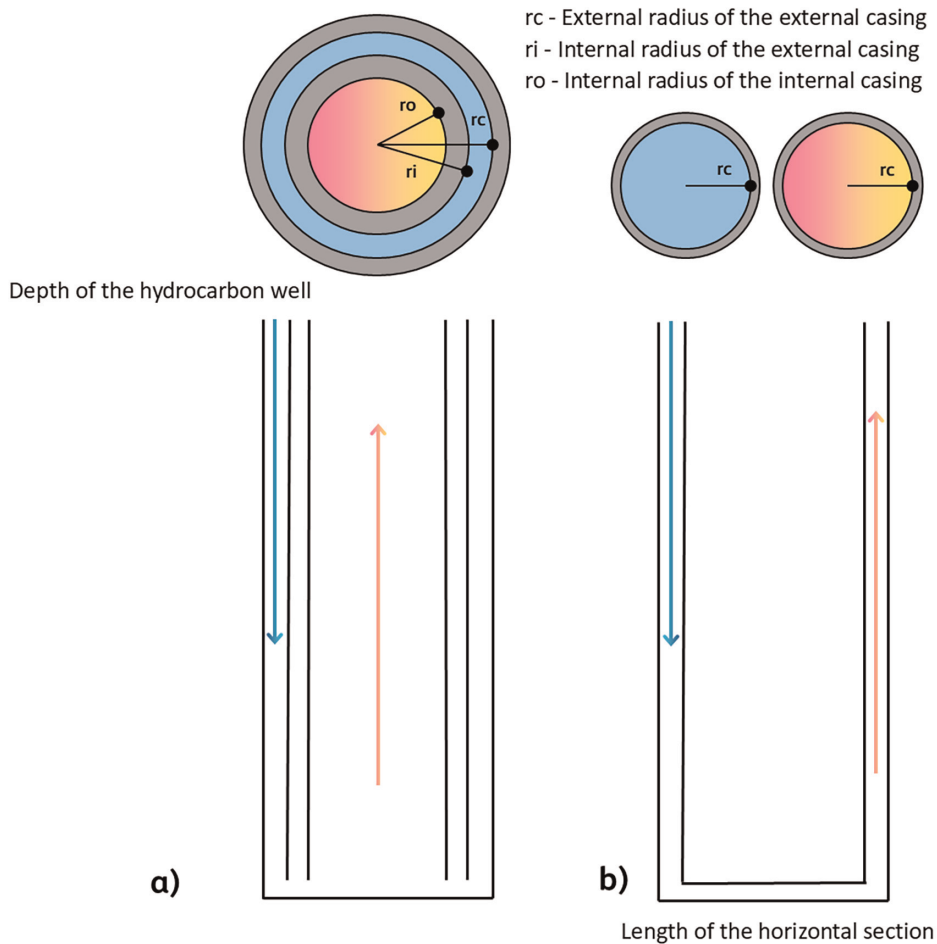 rc - External radius of the external casing
ri - Internal radius of the external casing
ro - Internal radius of the internal casing
ro
rc
ri
rc
rc
Depth of the hydrocarbon well
a)
b)
Length of the horizontal section